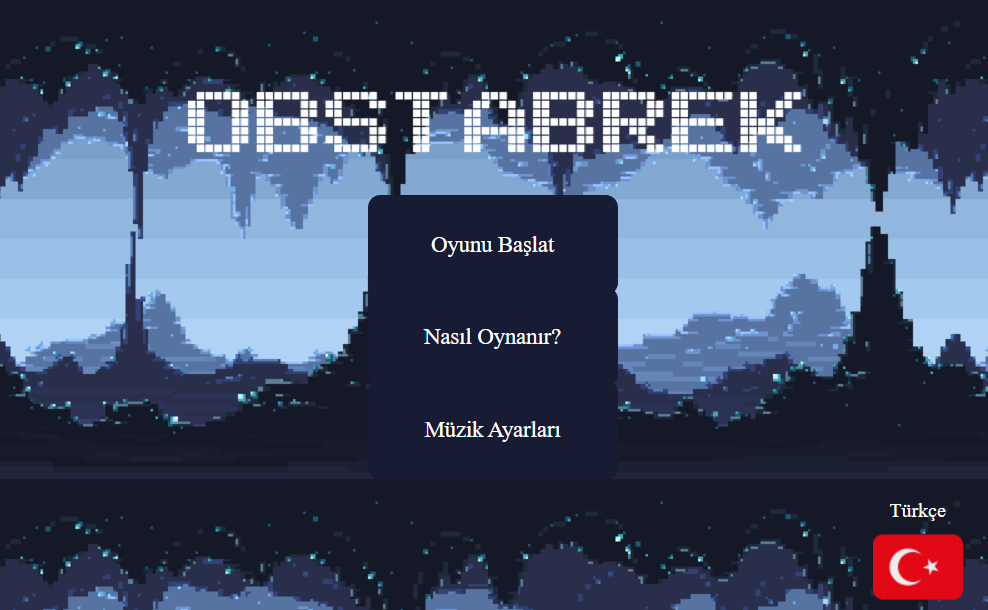 OBSTABREK
Oyunu Başlat
Nasıl Oynanır?
Müzik Ayarları
Türkçe